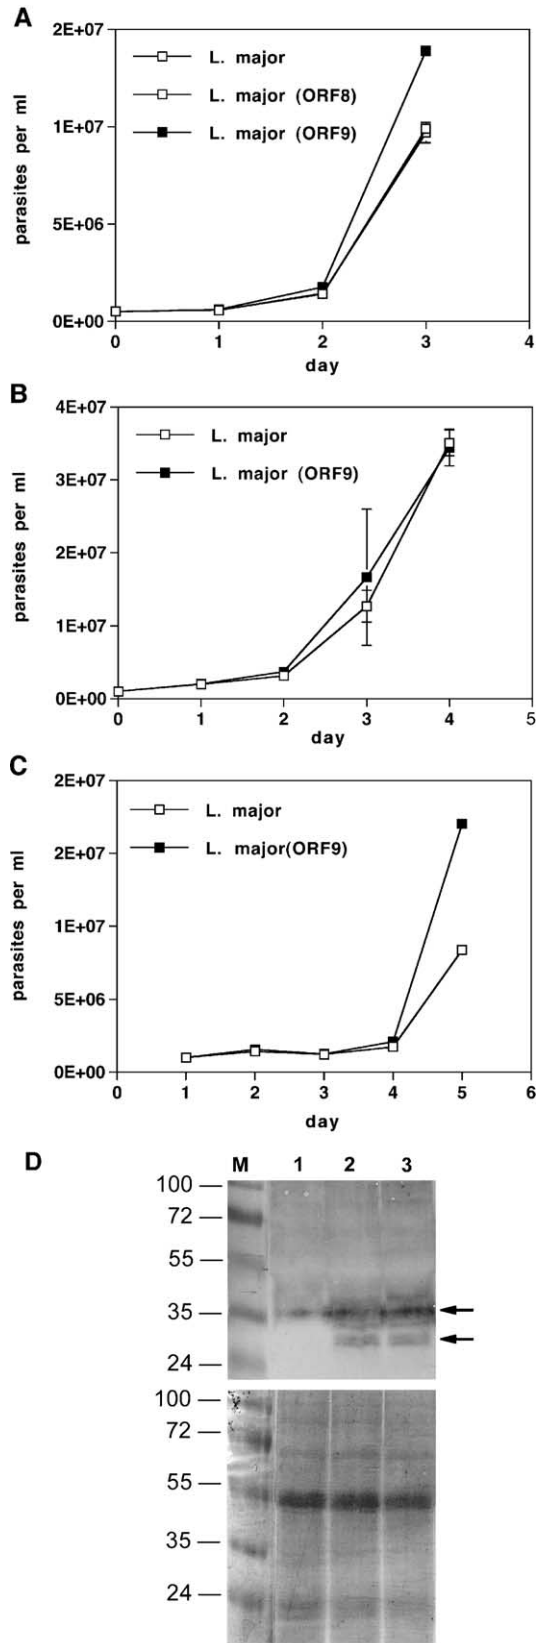 A
2E+07
L. major
L. major (ORF8)
1E+07
L. major (ORF9)
parasites per ml
5E+06
0E+00
0 1 2 3 4
day
B
4E+07
L. major
3E+07
L. major (ORF9)
parasites per ml
2E+07
1E+07
0E+00
0 1 2 3 4 5
day
C
2E+07
L. major
2E+07
L. major(ORF9)
parasites per ml
1E+07
5E+06
0E+00
0 1 2 3 4 5 6
day
D
M 1 2 3
100
72
55
35
24
100
72
55
35
24